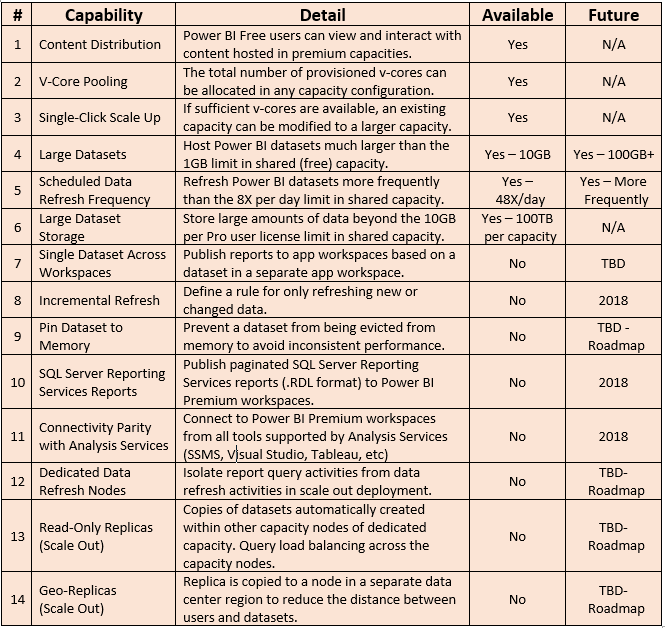 # Capability Detail Available Future
1 Content Distribution Power BI Free users can view and interact with content hosted in premium capacities. Yes N/A
2 V-Core Pooling The total number of provisioned v-cores can be allocated in any capacity configuration. Yes N/A
3 Single-Click Scale Up If sufficient v-cores are available, an existing capacity can be modified to a larger capacity. Yes N/A
4 Large Datasets Host Power BI datasets much larger than the 1GB limit in shared (free) capacity. Yes – 10GB Yes – 100GB+
5 Scheduled Data Refresh Frequency Refresh Power BI datasets more frequently than the 8X per day limit in shared capacity. Yes – 48X/day Yes – More Frequently
6 Large Dataset Storage Store large amounts of data beyond the 10GB per Pro user license limit in shared capacity. Yes – 100TB per capacity N/A
7 Single Dataset Across Workspaces Publish reports to app workspaces based on a dataset in a separate app workspace. No TBD
8 Incremental Refresh Define a rule for only refreshing new or changed data. No 2018
9 Pin Dataset to Memory Prevent a dataset from being evicted from memory to avoid inconsistent performance. No TBD - Roadmap
10 SQL Server Reporting Services Reports Publish paginated SQL Server Reporting Services reports (.RDL format) to Power BI Premium workspaces. No 2018
11 Connectivity Parity with Analysis Services Connect to Power BI Premium workspaces from all tools supported by Analysis Services (SSMS, Visual Studio, Tableau, etc) No 2018
12 Dedicated Data Refresh Nodes Isolate report query activities from data refresh activities in scale out deployment. No TBD- Roadmap
13 Read-Only Replicas (Scale Out) Copies of datasets automatically created within other capacity nodes of dedicated capacity. Query load balancing across the capacity nodes. No TBD- Roadmap
14 Geo-Replicas (Scale Out) Replica is copied to a node in a separate data center region to reduce the distance between users and datasets. No TBD- Roadmap